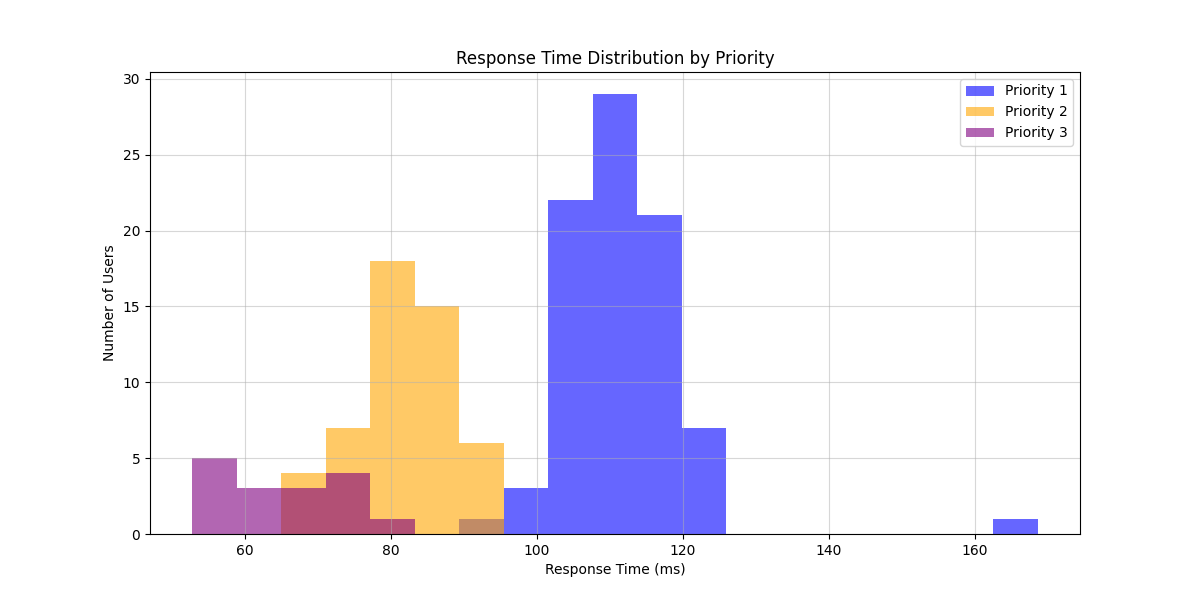 Response Time Distribution by Priority
Number of Users
30
25
20
15
10
5
0
Priority 1
Priority 2
Priority 3
60
80
100
120
140
160
Response Time (ms)